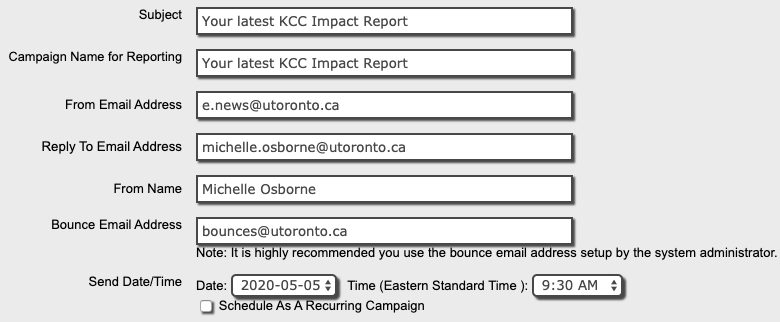 Subject Your latest KCC Impact Report
Campaign Name for Reporting Your latest KCC Impact Report
From Email Address e.news@utoronto.ca
Reply To Email Address michelle.osborne@utoronto.ca
From Name Michelle Osborne
Bounce Email Address bounces@utoronto.ca
Note: It is highly recommended you use the bounce email address setup by the system administrator.
Send Date/Time Date: 2020-05-05 Time (Eastern Standard Time ): 9:30 AM
Schedule As A Recurring Campaign